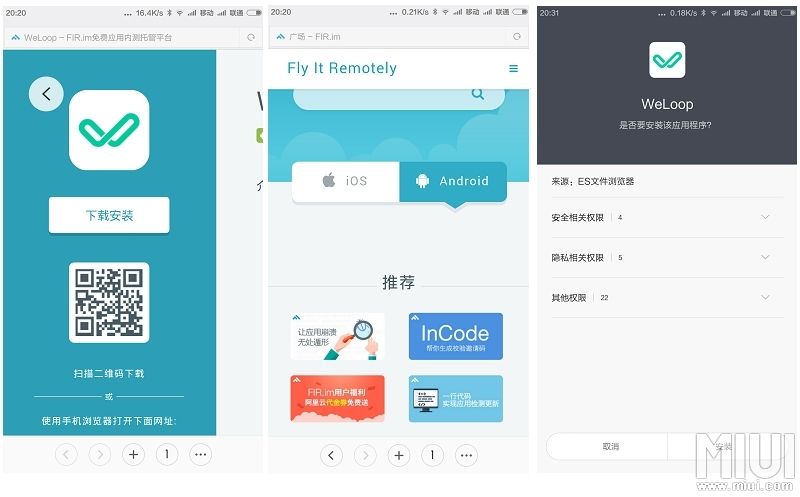 20:20
... 16.4K/s 移动 联通
WeLoop – FIR.im免费应用内测托管平台
下载安装
扫描二维码下载
或
使用手机浏览器打开下面网址:
1
20:20
... 0.21K/s 移动 联通
广场 – FIR.im
Fly It Remotely
iOS
Android
推荐
让应用崩溃
无处遁形
InCode
帮你生成校验邀请码
FIR.im用户福利
阿里云代金券免费送
一行代码
实现应用检测更新
1
20:31
... 0.18K/s 移动 联通
WeLoop
是否要安装该应用程序?
来源：ES文件浏览器
安全相关权限 | 4
隐私相关权限 | 5
其他权限 | 22
取消
安装
MIUI
www.miui.com